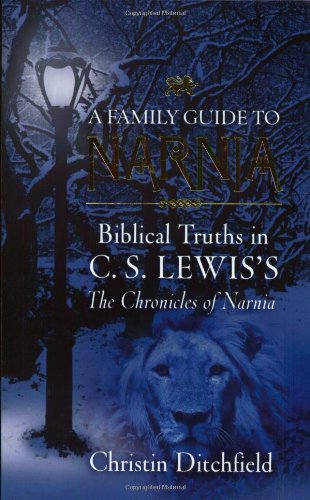 A FAMILY GUIDE TO
NARNIA
Biblical Truths in
C. S. LEWIS'S
The Chronicles of Narnia
Christin Ditchfield